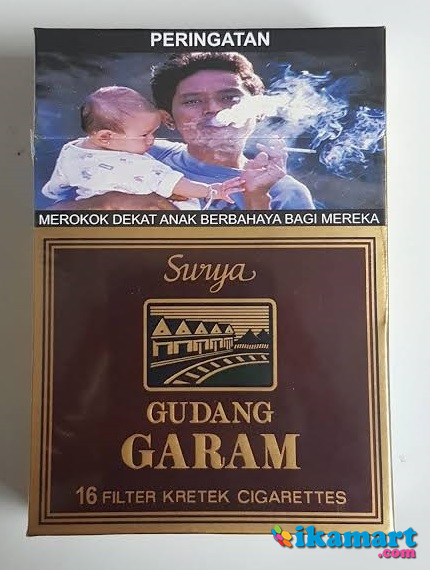 PERINGATAN
MEROKOK DEKAT ANAK BERBAHAYA BAGI MEREKA
Surya
GUDANG
GARAM
16 FILTER KRETEK CIGARETTES
ikamart
.com